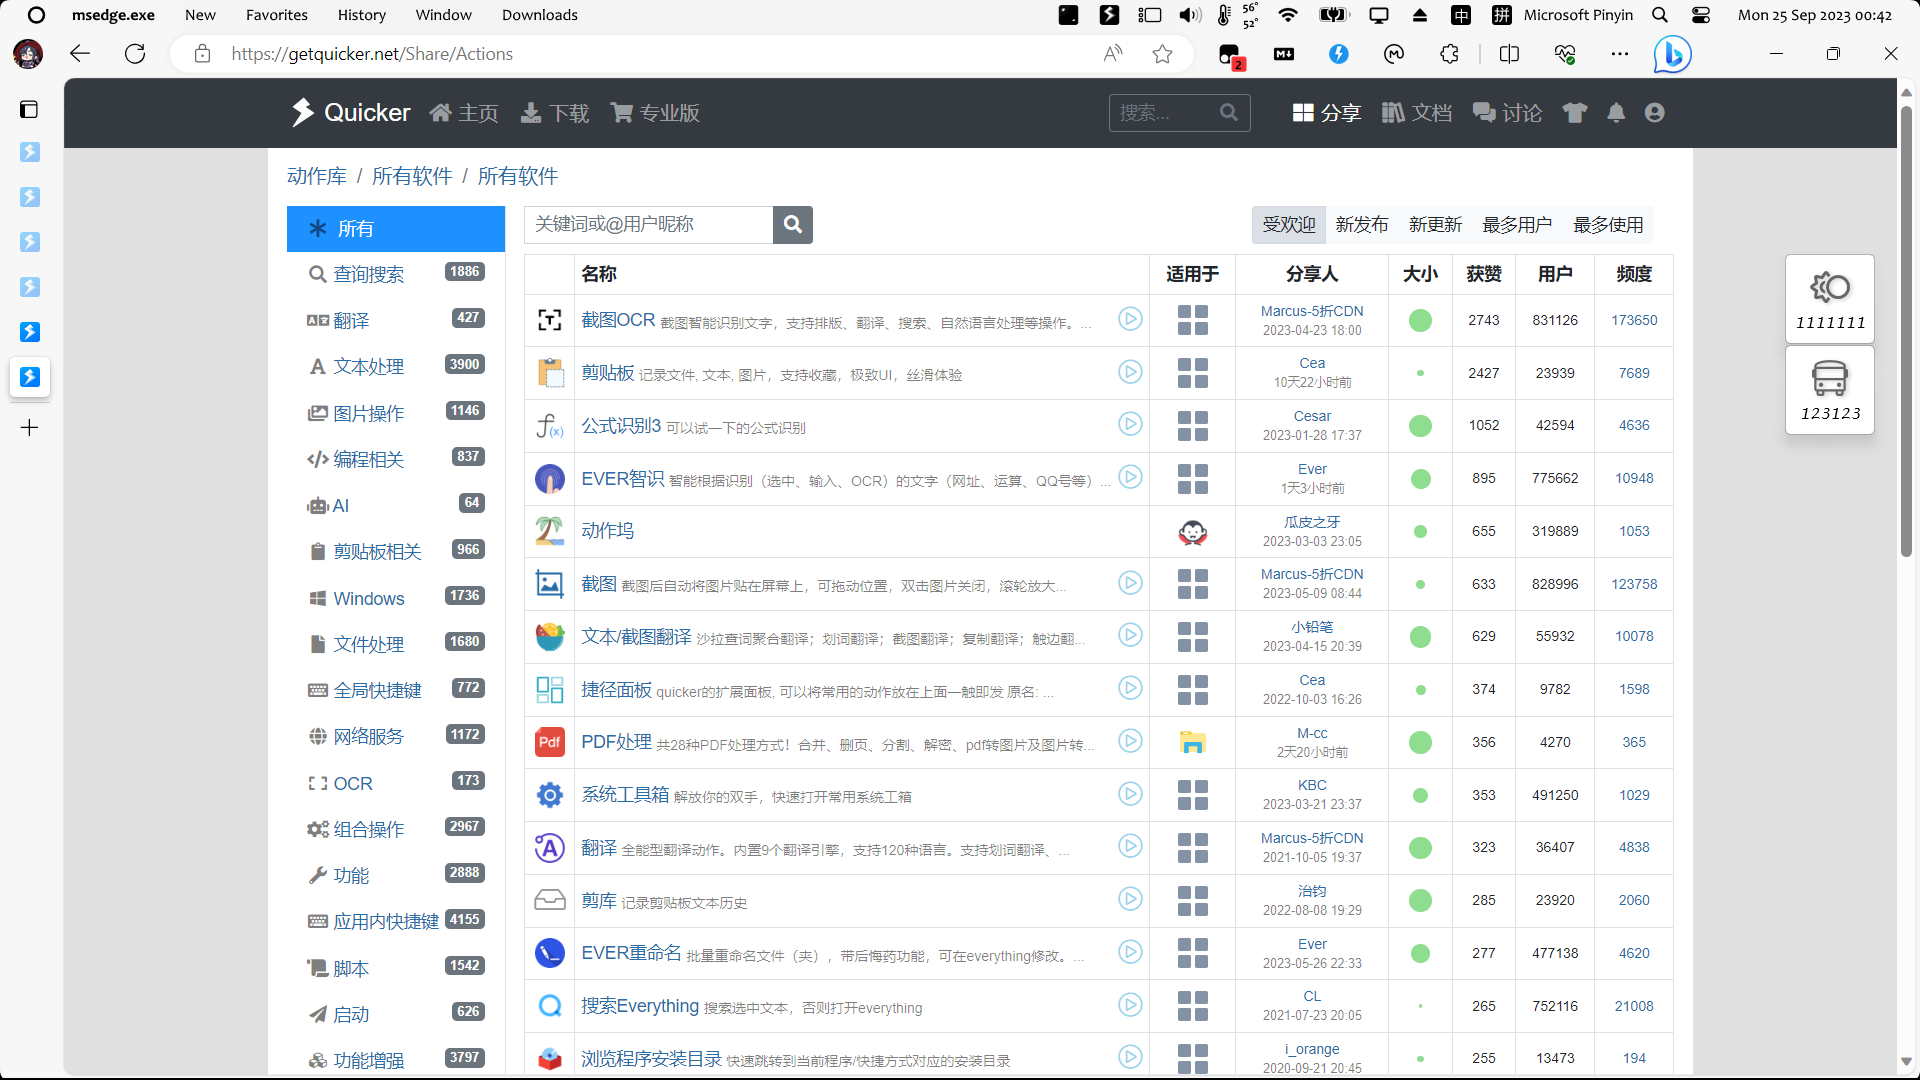 msedge.exe New Favorites History Window Downloads 56° 52° 中 拼 Microsoft Pinyin Mon 25 Sep 2023 00:42
https://getquicker.net/Share/Actions 2
Quicker 主页 下载 专业版 搜索... 分享 文档 讨论
动作库 / 所有软件 / 所有软件
所有
查询搜索 1886
翻译 427
文本处理 3900
图片操作 1146
编程相关 837
AI 64
剪贴板相关 966
Windows 1736
文件处理 1680
全局快捷键 772
网络服务 1172
OCR 173
组合操作 2967
功能 2888
应用内快捷键 4155
脚本 1542
启动 626
功能增强 3797
关键词或@用户昵称 受欢迎 新发布 新更新 最多用户 最多使用
名称 适用于 分享人 大小 获赞 用户 频度
截图OCR 截图智能识别文字，支持排版、翻译、搜索、自然语言处理等操作。... Marcus-5折CDN 2023-04-23 18:00 2743 831126 173650
剪贴板 记录文件, 文本, 图片，支持收藏，极致UI，丝滑体验 Cea 10天22小时前 2427 23939 7689
公式识别3 可以试一下的公式识别 Cesar 2023-01-28 17:37 1052 42594 4636
EVER智识 智能根据识别（选中、输入、OCR）的文字（网址、运算、QQ号等）... Ever 1天3小时前 895 775662 10948
动作坞 瓜皮之牙 2023-03-03 23:05 655 319889 1053
截图 截图后自动将图片贴在屏幕上，可拖动位置，双击图片关闭，滚轮放大... Marcus-5折CDN 2023-05-09 08:44 633 828996 123758
文本/截图翻译 沙拉查词聚合翻译；划词翻译；截图翻译；复制翻译；触边翻... 小铅笔 2023-04-15 20:39 629 55932 10078
捷径面板 quicker的扩展面板, 可以将常用的动作放在上面一触即发 原名: ... Cea 2022-10-03 16:26 374 9782 1598
Pdf PDF处理 共28种PDF处理方式！合并、删页、分割、解密、pdf转图片及图片转... M-cc 2天20小时前 356 4270 365
系统工具箱 解放你的双手，快速打开常用系统工箱 KBC 2023-03-21 23:37 353 491250 1029
翻译 全能型翻译动作。内置9个翻译引擎，支持120种语言。支持划词翻译、... Marcus-5折CDN 2021-10-05 19:37 323 36407 4838
剪库 记录剪贴板文本历史 治钧 2022-08-08 19:29 285 23920 2060
EVER重命名 批量重命名文件（夹），带后悔药功能，可在everything修改。... Ever 2023-05-26 22:33 277 477138 4620
搜索Everything 搜索选中文本，否则打开everything CL 2021-07-23 20:05 265 752116 21008
浏览程序安装目录 快速跳转到当前程序/快捷方式对应的安装目录 i_orange 2020-09-21 20:45 255 13473 194
1111111
123123